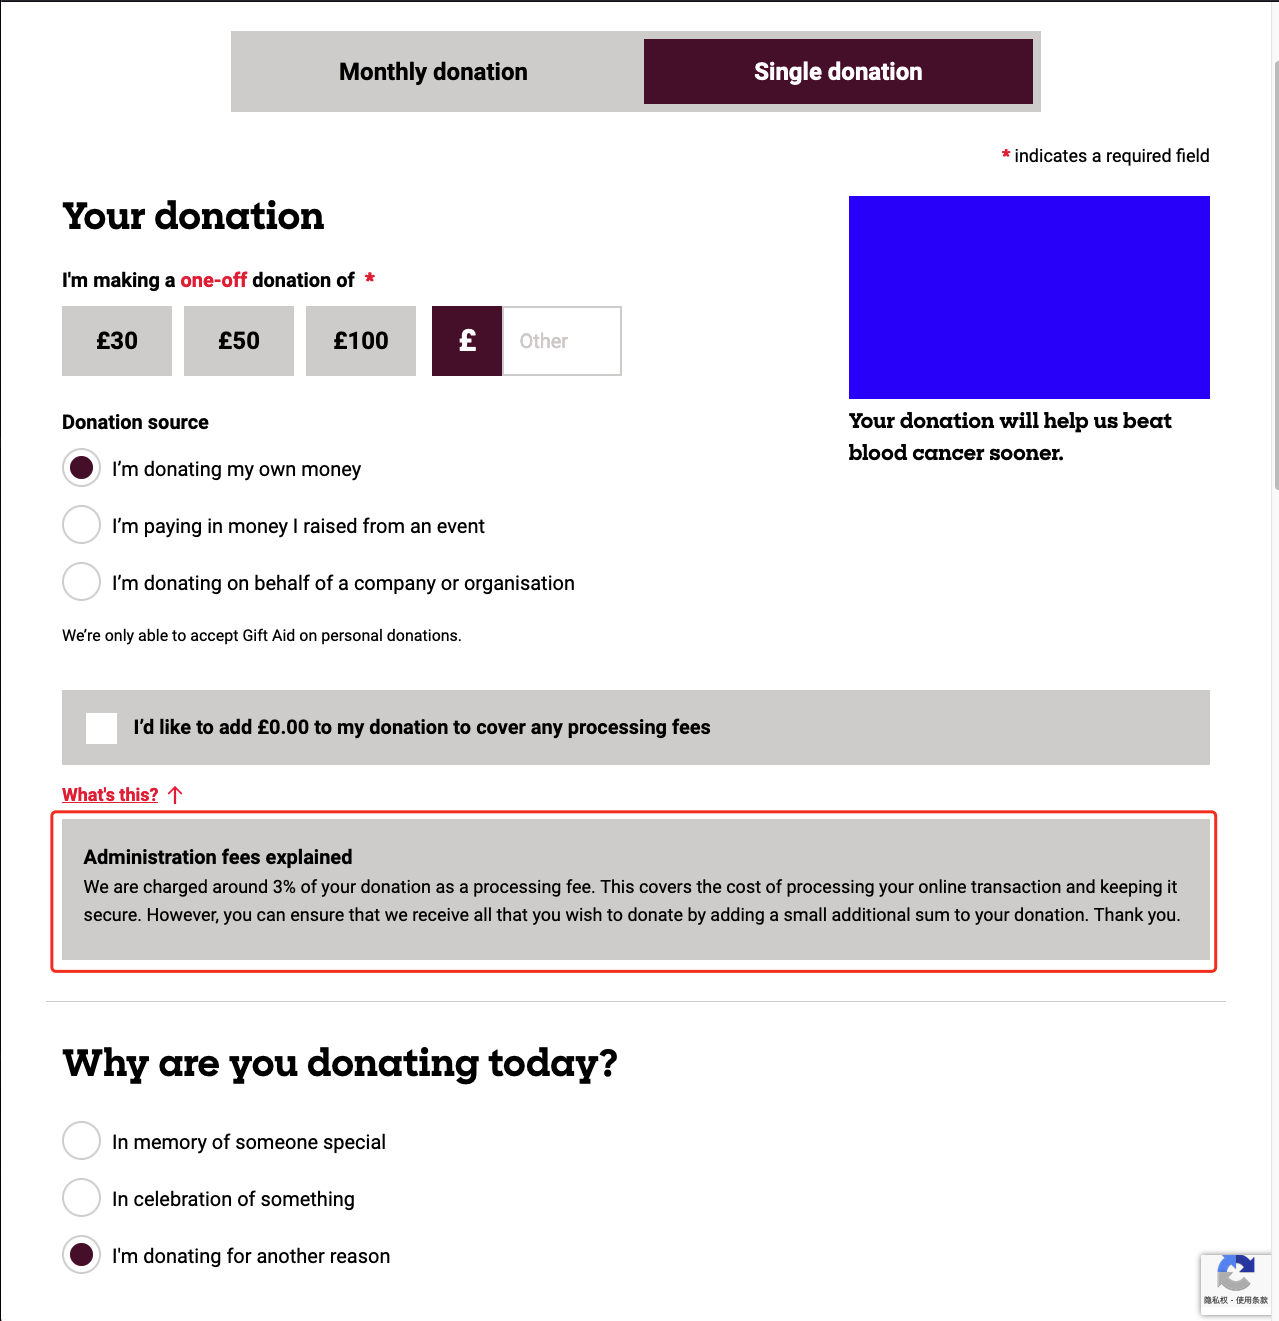 Monthly donation
Single donation
* indicates a required field
Your donation
I'm making a one-off donation of *
£30
£50
£100
£
Other
Your donation will help us beat
blood cancer sooner.
Donation source
I’m donating my own money
I’m paying in money I raised from an event
I’m donating on behalf of a company or organisation
We’re only able to accept Gift Aid on personal donations.
I’d like to add £0.00 to my donation to cover any processing fees
What's this? ↑
Administration fees explained
We are charged around 3% of your donation as a processing fee. This covers the cost of processing your online transaction and keeping it
secure. However, you can ensure that we receive all that you wish to donate by adding a small additional sum to your donation. Thank you.
Why are you donating today?
In memory of someone special
In celebration of something
I'm donating for another reason
隐私权 - 使用条款